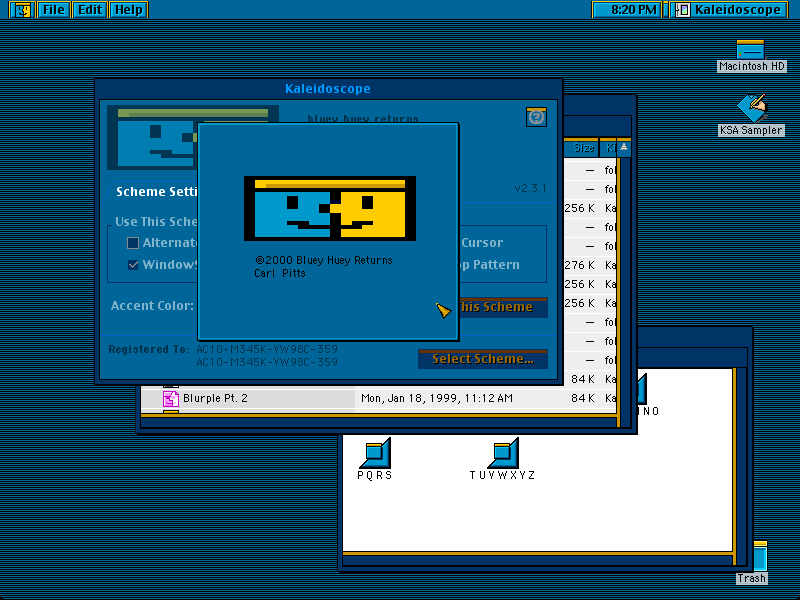 File Edit Help
8:20 PM Kaleidoscope
Macintosh HD
KSA Sampler
Kaleidoscope
bluey huey returns
Scheme Setti
v2.3.1
Use This Sche
Alternat
Cursor
Window
Pattern
Accent Color:
his Scheme
Registered To: AC10-M345K-YW98C-359
AC10-M345K-YW98C-359
Select Scheme...
©2000 Bluey Huey Returns
Carl Pitts
Size Ki
— fol
— fol
256 K Ka
— fol
— fol
276 K Ka
256 K Ka
256 K Ka
— fol
— fol
— fol
84 K Ka
Blurple Pt. 2 Mon, Jan 18, 1999, 11:12 AM 84 K Ka
INO
PQRS
TUVWXYZ
Trash